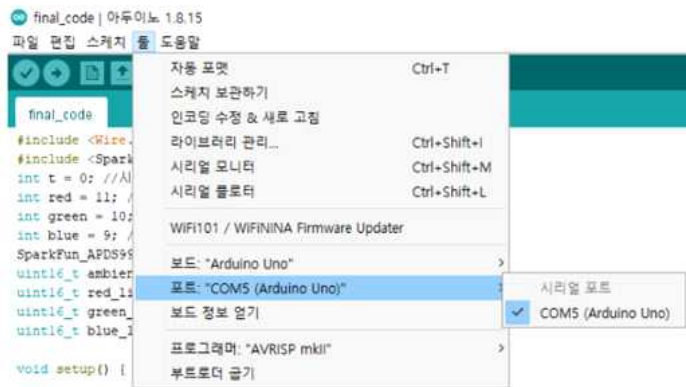 final_code | 아두이노 1.8.15
파일 편집 스케치 툴 도움말
final_code
자동 포맷 Ctrl+T
스케치 보관하기
인코딩 수정 & 새로 고침
라이브러리 관리... Ctrl+Shift+I
시리얼 모니터 Ctrl+Shift+M
시리얼 플로터 Ctrl+Shift+L
WiFi101 / WiFiNINA Firmware Updater
보드: "Arduino Uno"
포트: "COM5 (Arduino Uno)"
보드 정보 얻기
프로그래머: "AVRISP mkII"
부트로더 굽기
시리얼 포트
COM5 (Arduino Uno)
#include <Wire.
#include <Spark
int t = 0; //시
int red = 11; /
int green = 10;
int blue = 9; /
SparkFun_APDS99
uint16_t ambien
uint16_t red_li
uint16_t green_
uint16_t blue_l
void setup() {